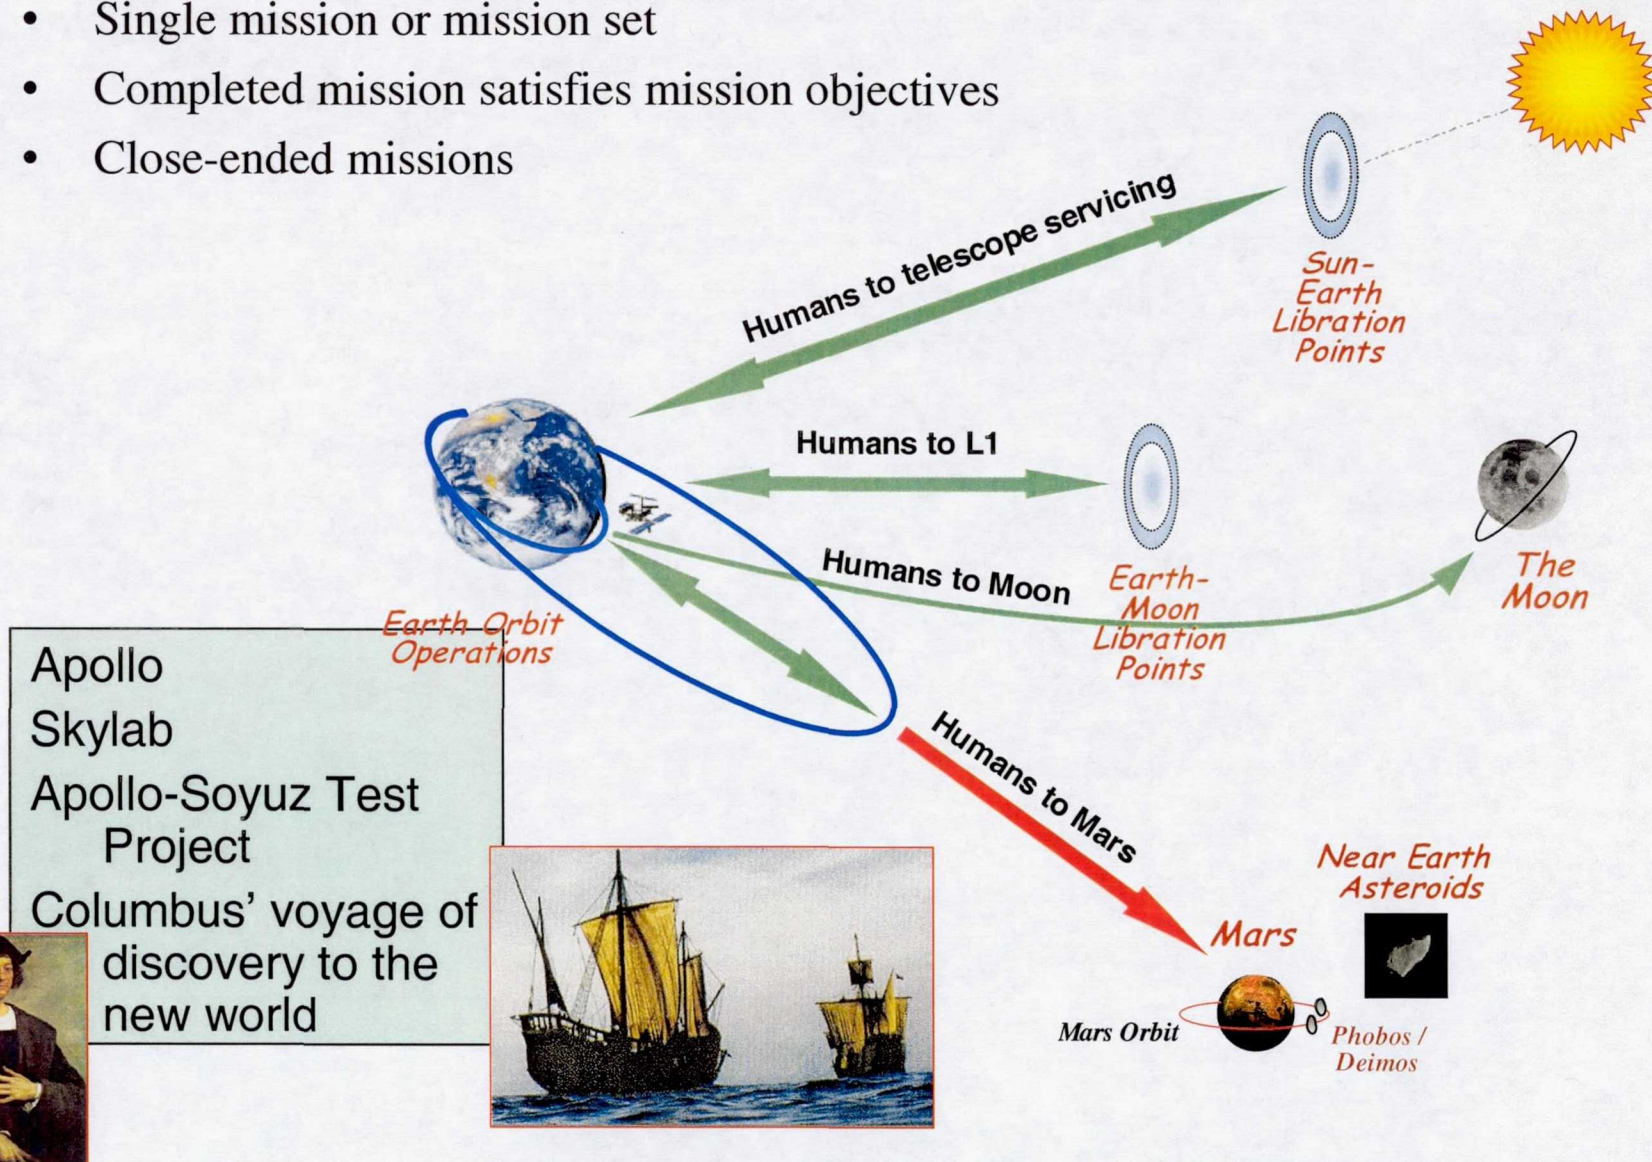 • Single mission or mission set
• Completed mission satisfies mission objectives
• Close-ended missions
Humans to telescope servicing
Sun-
Earth
Libration
Points
Humans to L1
Humans to Moon
Earth-
Moon
Libration
Points
The
Moon
Earth Orbit
Operations
Apollo
Skylab
Apollo-Soyuz Test
Project
Columbus’ voyage of
discovery to the
new world
Humans to Mars
Near Earth
Asteroids
Mars
Mars Orbit
Phobos /
Deimos